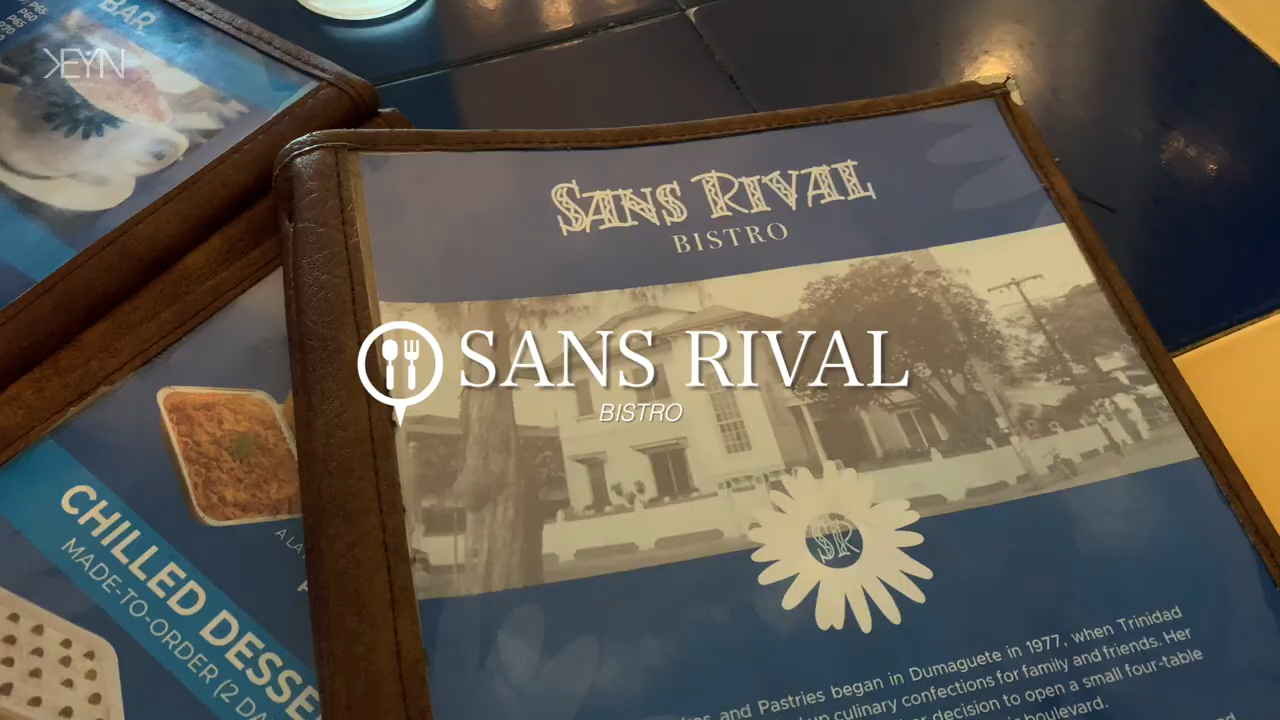 BAR
KEYN
SANS RIVAL
BISTRO
SANS RIVAL
BISTRO
SR
CHILLED DESSE
MADE-TO-ORDER (2 DA
A LA
and Pastries began in Dumaguete in 1977, when Trinidad
up culinary confections for family and friends. Her
decision to open a small four-table
boulevard.